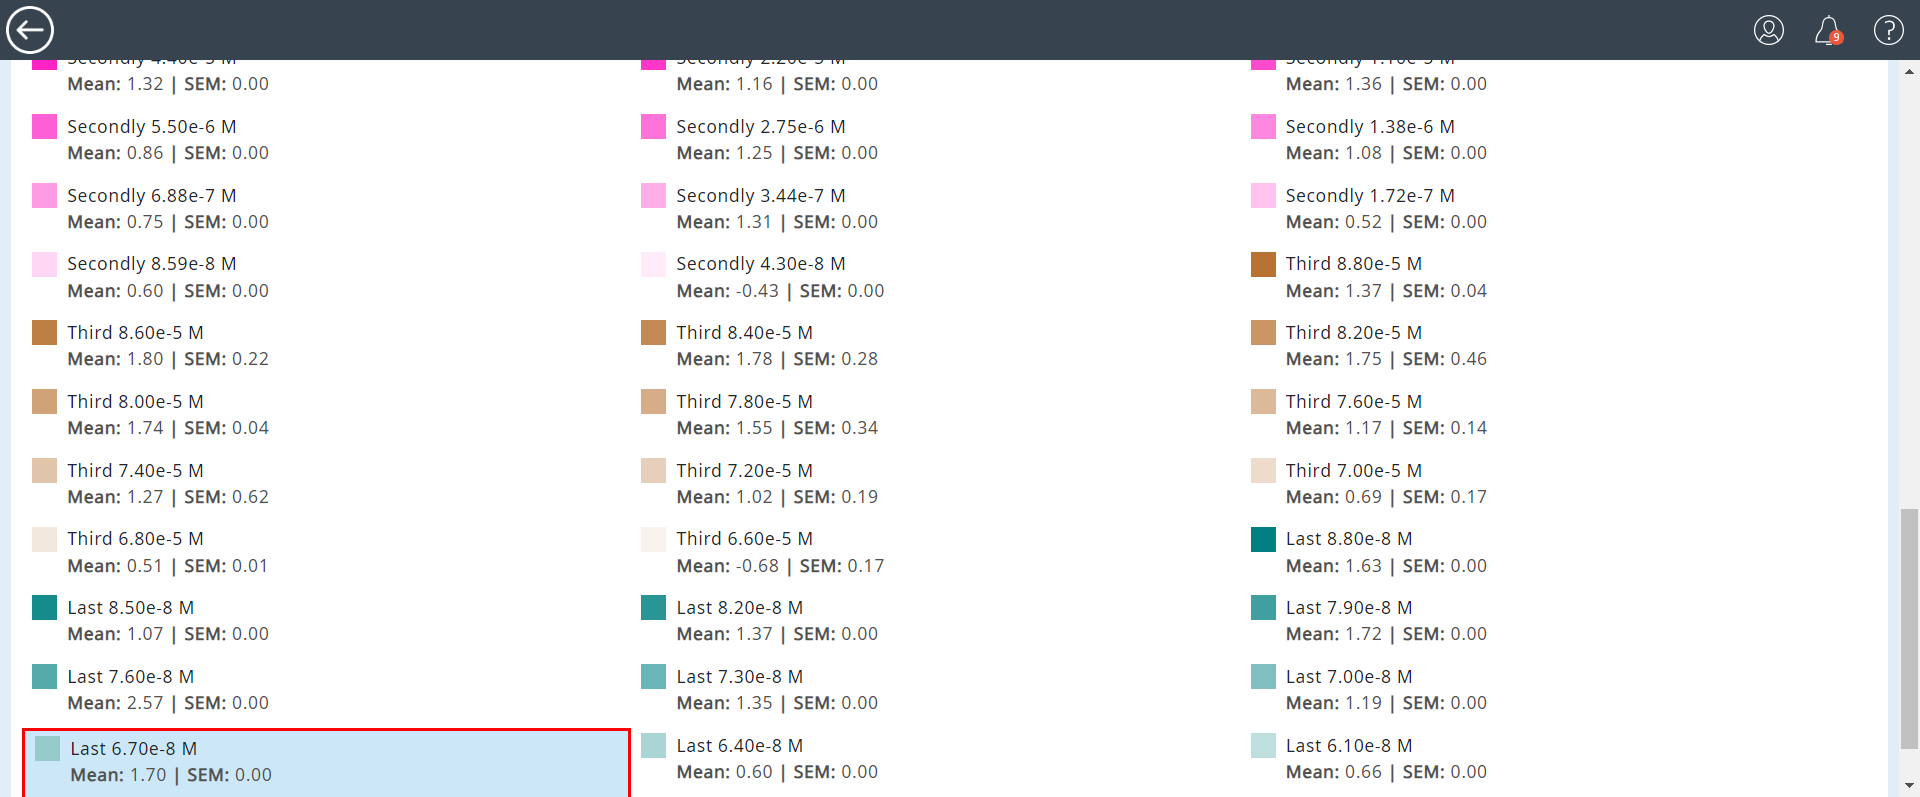 9
Secondly 4.40e-5 M
Secondly 2.20e-5 M
Secondly 1.10e-5 M
Mean: 1.32 | SEM: 0.00
Mean: 1.16 | SEM: 0.00
Mean: 1.36 | SEM: 0.00
Secondly 5.50e-6 M
Secondly 2.75e-6 M
Secondly 1.38e-6 M
Mean: 0.86 | SEM: 0.00
Mean: 1.25 | SEM: 0.00
Mean: 1.08 | SEM: 0.00
Secondly 6.88e-7 M
Secondly 3.44e-7 M
Secondly 1.72e-7 M
Mean: 0.75 | SEM: 0.00
Mean: 1.31 | SEM: 0.00
Mean: 0.52 | SEM: 0.00
Secondly 8.59e-8 M
Secondly 4.30e-8 M
Third 8.80e-5 M
Mean: 0.60 | SEM: 0.00
Mean: -0.43 | SEM: 0.00
Mean: 1.37 | SEM: 0.04
Third 8.60e-5 M
Third 8.40e-5 M
Third 8.20e-5 M
Mean: 1.80 | SEM: 0.22
Mean: 1.78 | SEM: 0.28
Mean: 1.75 | SEM: 0.46
Third 8.00e-5 M
Third 7.80e-5 M
Third 7.60e-5 M
Mean: 1.74 | SEM: 0.04
Mean: 1.55 | SEM: 0.34
Mean: 1.17 | SEM: 0.14
Third 7.40e-5 M
Third 7.20e-5 M
Third 7.00e-5 M
Mean: 1.27 | SEM: 0.62
Mean: 1.02 | SEM: 0.19
Mean: 0.69 | SEM: 0.17
Third 6.80e-5 M
Third 6.60e-5 M
Last 8.80e-8 M
Mean: 0.51 | SEM: 0.01
Mean: -0.68 | SEM: 0.17
Mean: 1.63 | SEM: 0.00
Last 8.50e-8 M
Last 8.20e-8 M
Last 7.90e-8 M
Mean: 1.07 | SEM: 0.00
Mean: 1.37 | SEM: 0.00
Mean: 1.72 | SEM: 0.00
Last 7.60e-8 M
Last 7.30e-8 M
Last 7.00e-8 M
Mean: 2.57 | SEM: 0.00
Mean: 1.35 | SEM: 0.00
Mean: 1.19 | SEM: 0.00
Last 6.70e-8 M
Last 6.40e-8 M
Last 6.10e-8 M
Mean: 1.70 | SEM: 0.00
Mean: 0.60 | SEM: 0.00
Mean: 0.66 | SEM: 0.00